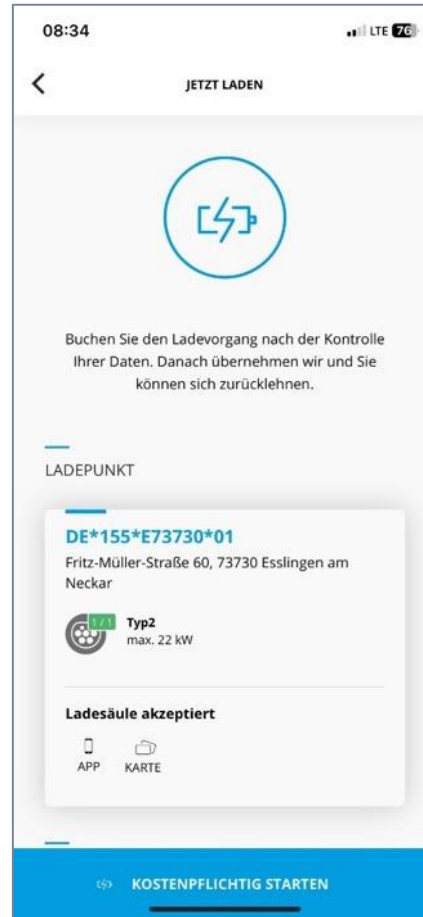 08:34
LTE 76
JETZT LADEN
Buchen Sie den Ladevorgang nach der Kontrolle
Ihrer Daten. Danach übernehmen wir und Sie
können sich zurücklehnen.
LADEPUNKT
DE*155*E73730*01
Fritz-Müller-Straße 60, 73730 Esslingen am
Neckar
1 / 1
Typ2
max. 22 kW
Ladesäule akzeptiert
APP KARTE
KOSTENPFLICHTIG STARTEN